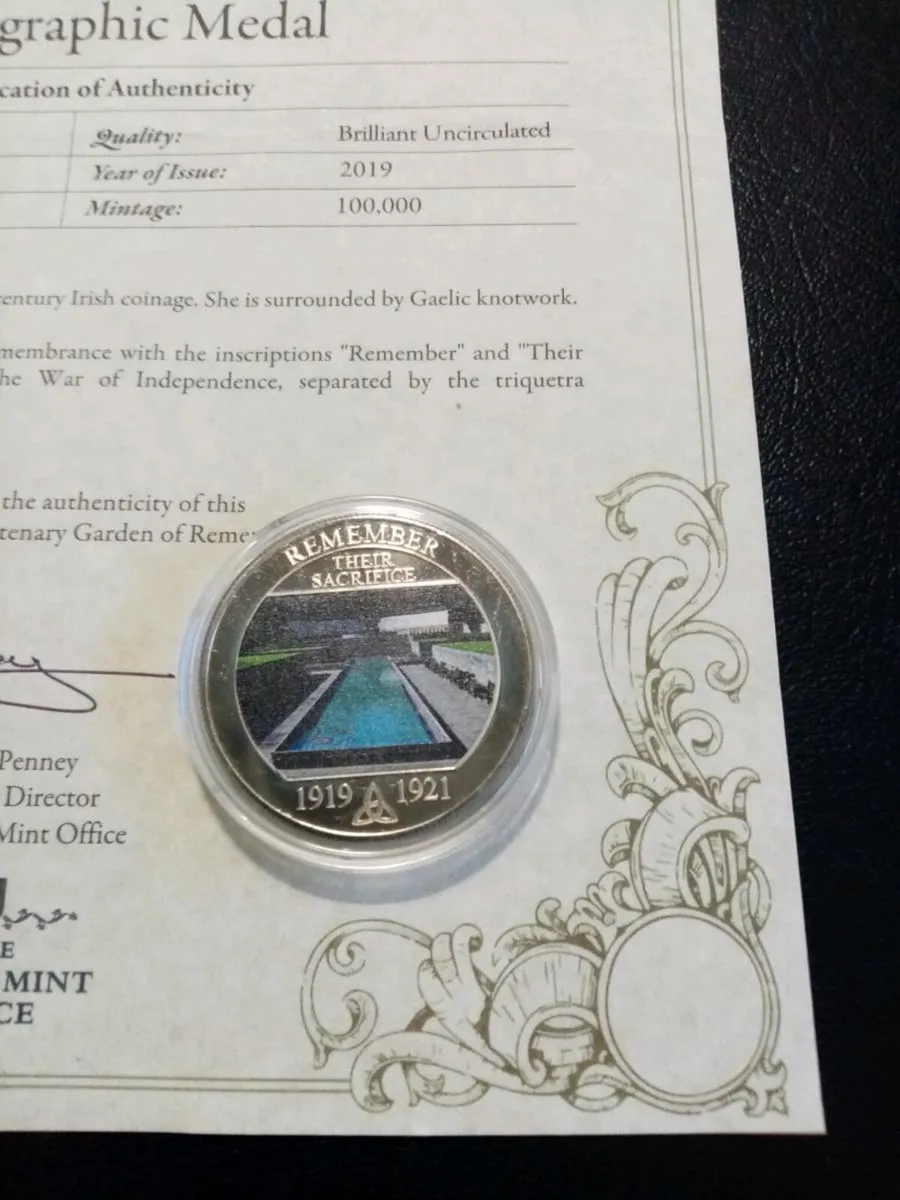 graphic Medal
cation of Authenticity
Quality: Brilliant Uncirculated
Year of Issue: 2019
Mintage: 100,000
entury Irish coinage. She is surrounded by Gaelic knotwork.
membrance with the inscriptions "Remember" and "Their
he War of Independence, separated by the triquetra
the authenticity of this
tenary Garden of Reme
REMEMBER
THEIR
SACRIFICE
1919 1921
Penney
Director
Mint Office
E
MINT
CE